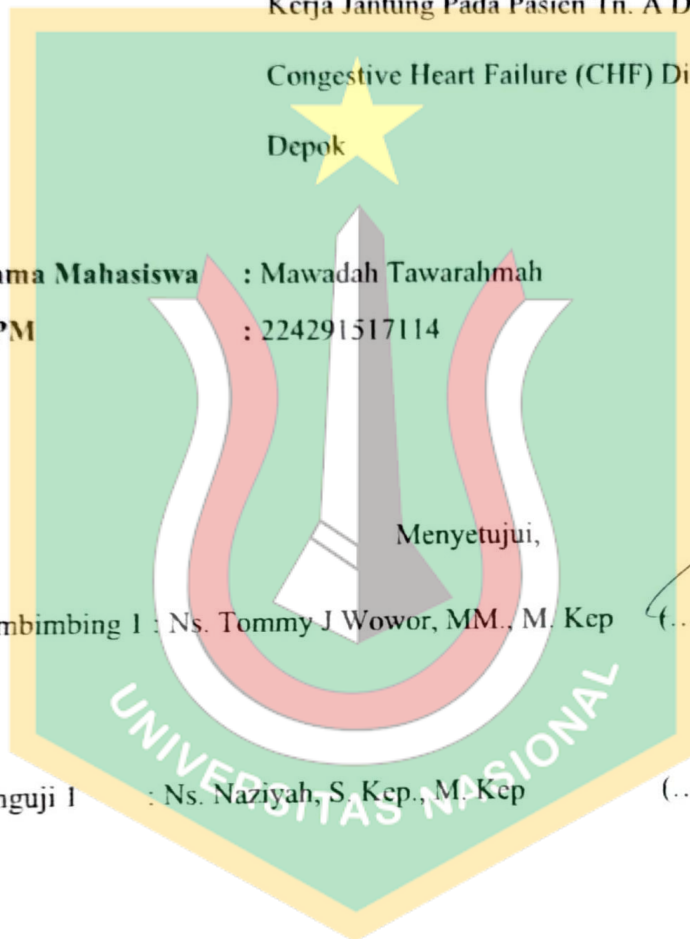 Kerja Jantung Pada Pasien Tn. A D
Congestive Heart Failure (CHF) Di
Depok
ama Mahasiswa : Mawadah Tawarahmah
PM : 224291517114
Menyetujui,
mbimbing 1 : Ns. Tommy J Wowor, MM., M. Kep (..
nguji 1 : Ns. Naziyah, S. Kep., M. Kep (..
UNIVERSITAS NASIONAL